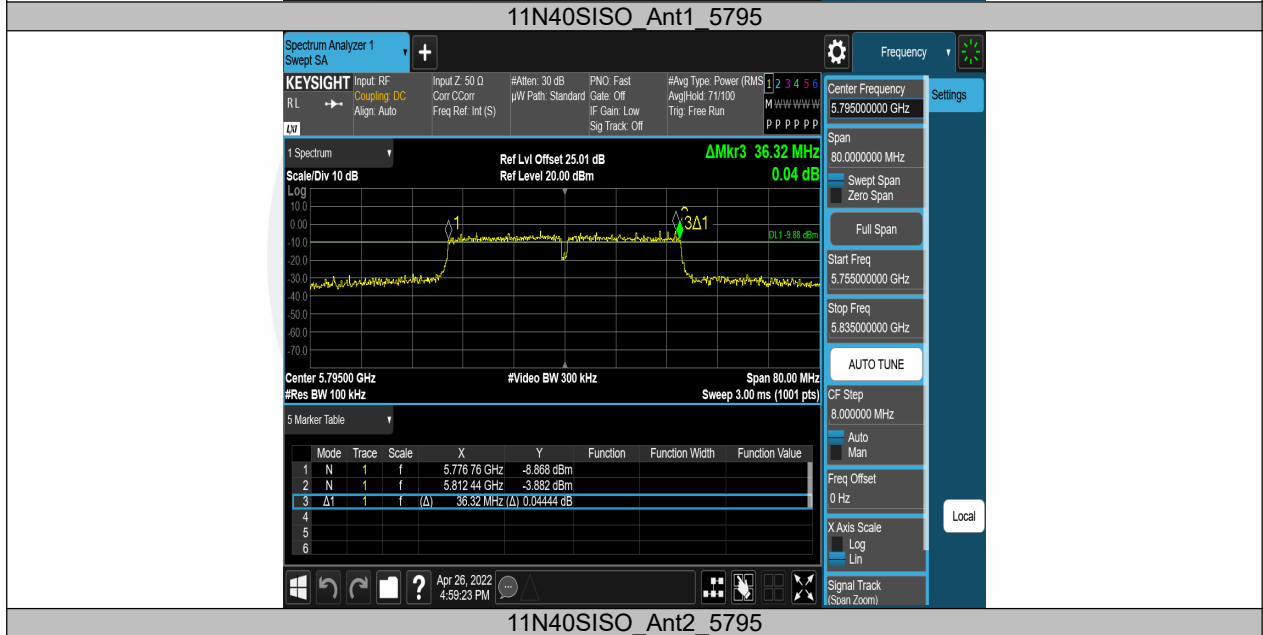 11N40SISO_Ant1_5795
Spectrum Analyzer 1
Swept SA
+
Frequency
KEYSIGHT
RL
LXI
Input: RF
Coupling: DC
Align: Auto
Input Z: 50 Ω
Corr CCorr
Freq Ref: Int (S)
#Atten: 30 dB
µW Path: Standard
PNO: Fast
Gate: Off
IF Gain: Low
Sig Track: Off
#Avg Type: Power (RMS
Avg|Hold: 71/100
Trig: Free Run
1 2 3 4 5 6
M W W W W W
P P P P P P
Center Frequency
5.795000000 GHz
Settings
1 Spectrum
Scale/Div 10 dB
Ref Lvl Offset 25.01 dB
Ref Level 20.00 dBm
ΔMkr3 36.32 MHz
0.04 dB
Span
80.0000000 MHz
Swept Span
Zero Span
Full Span
Start Freq
5.755000000 GHz
Stop Freq
5.835000000 GHz
AUTO TUNE
CF Step
8.000000 MHz
Auto
Man
Freq Offset
0 Hz
X Axis Scale
Log
Lin
Signal Track
(Span Zoom)
Local
Log
10.0
0.00
-10.0
-20.0
-30.0
-40.0
-50.0
-60.0
-70.0
1
3Δ1
DL1 -9.88 dBm
Center 5.79500 GHz
#Video BW 300 kHz
Span 80.00 MHz
#Res BW 100 kHz
Sweep 3.00 ms (1001 pts)
5 Marker Table
Mode Trace Scale X Y Function Function Width Function Value
1 N 1 f 5.776 76 GHz -8.868 dBm
2 N 1 f 5.812 44 GHz -3.882 dBm
3 Δ1 1 f (Δ) 36.32 MHz (Δ) 0.04444 dB
4
5
6
?
Apr 26, 2022
4:59:23 PM
11N40SISO_Ant2_5795